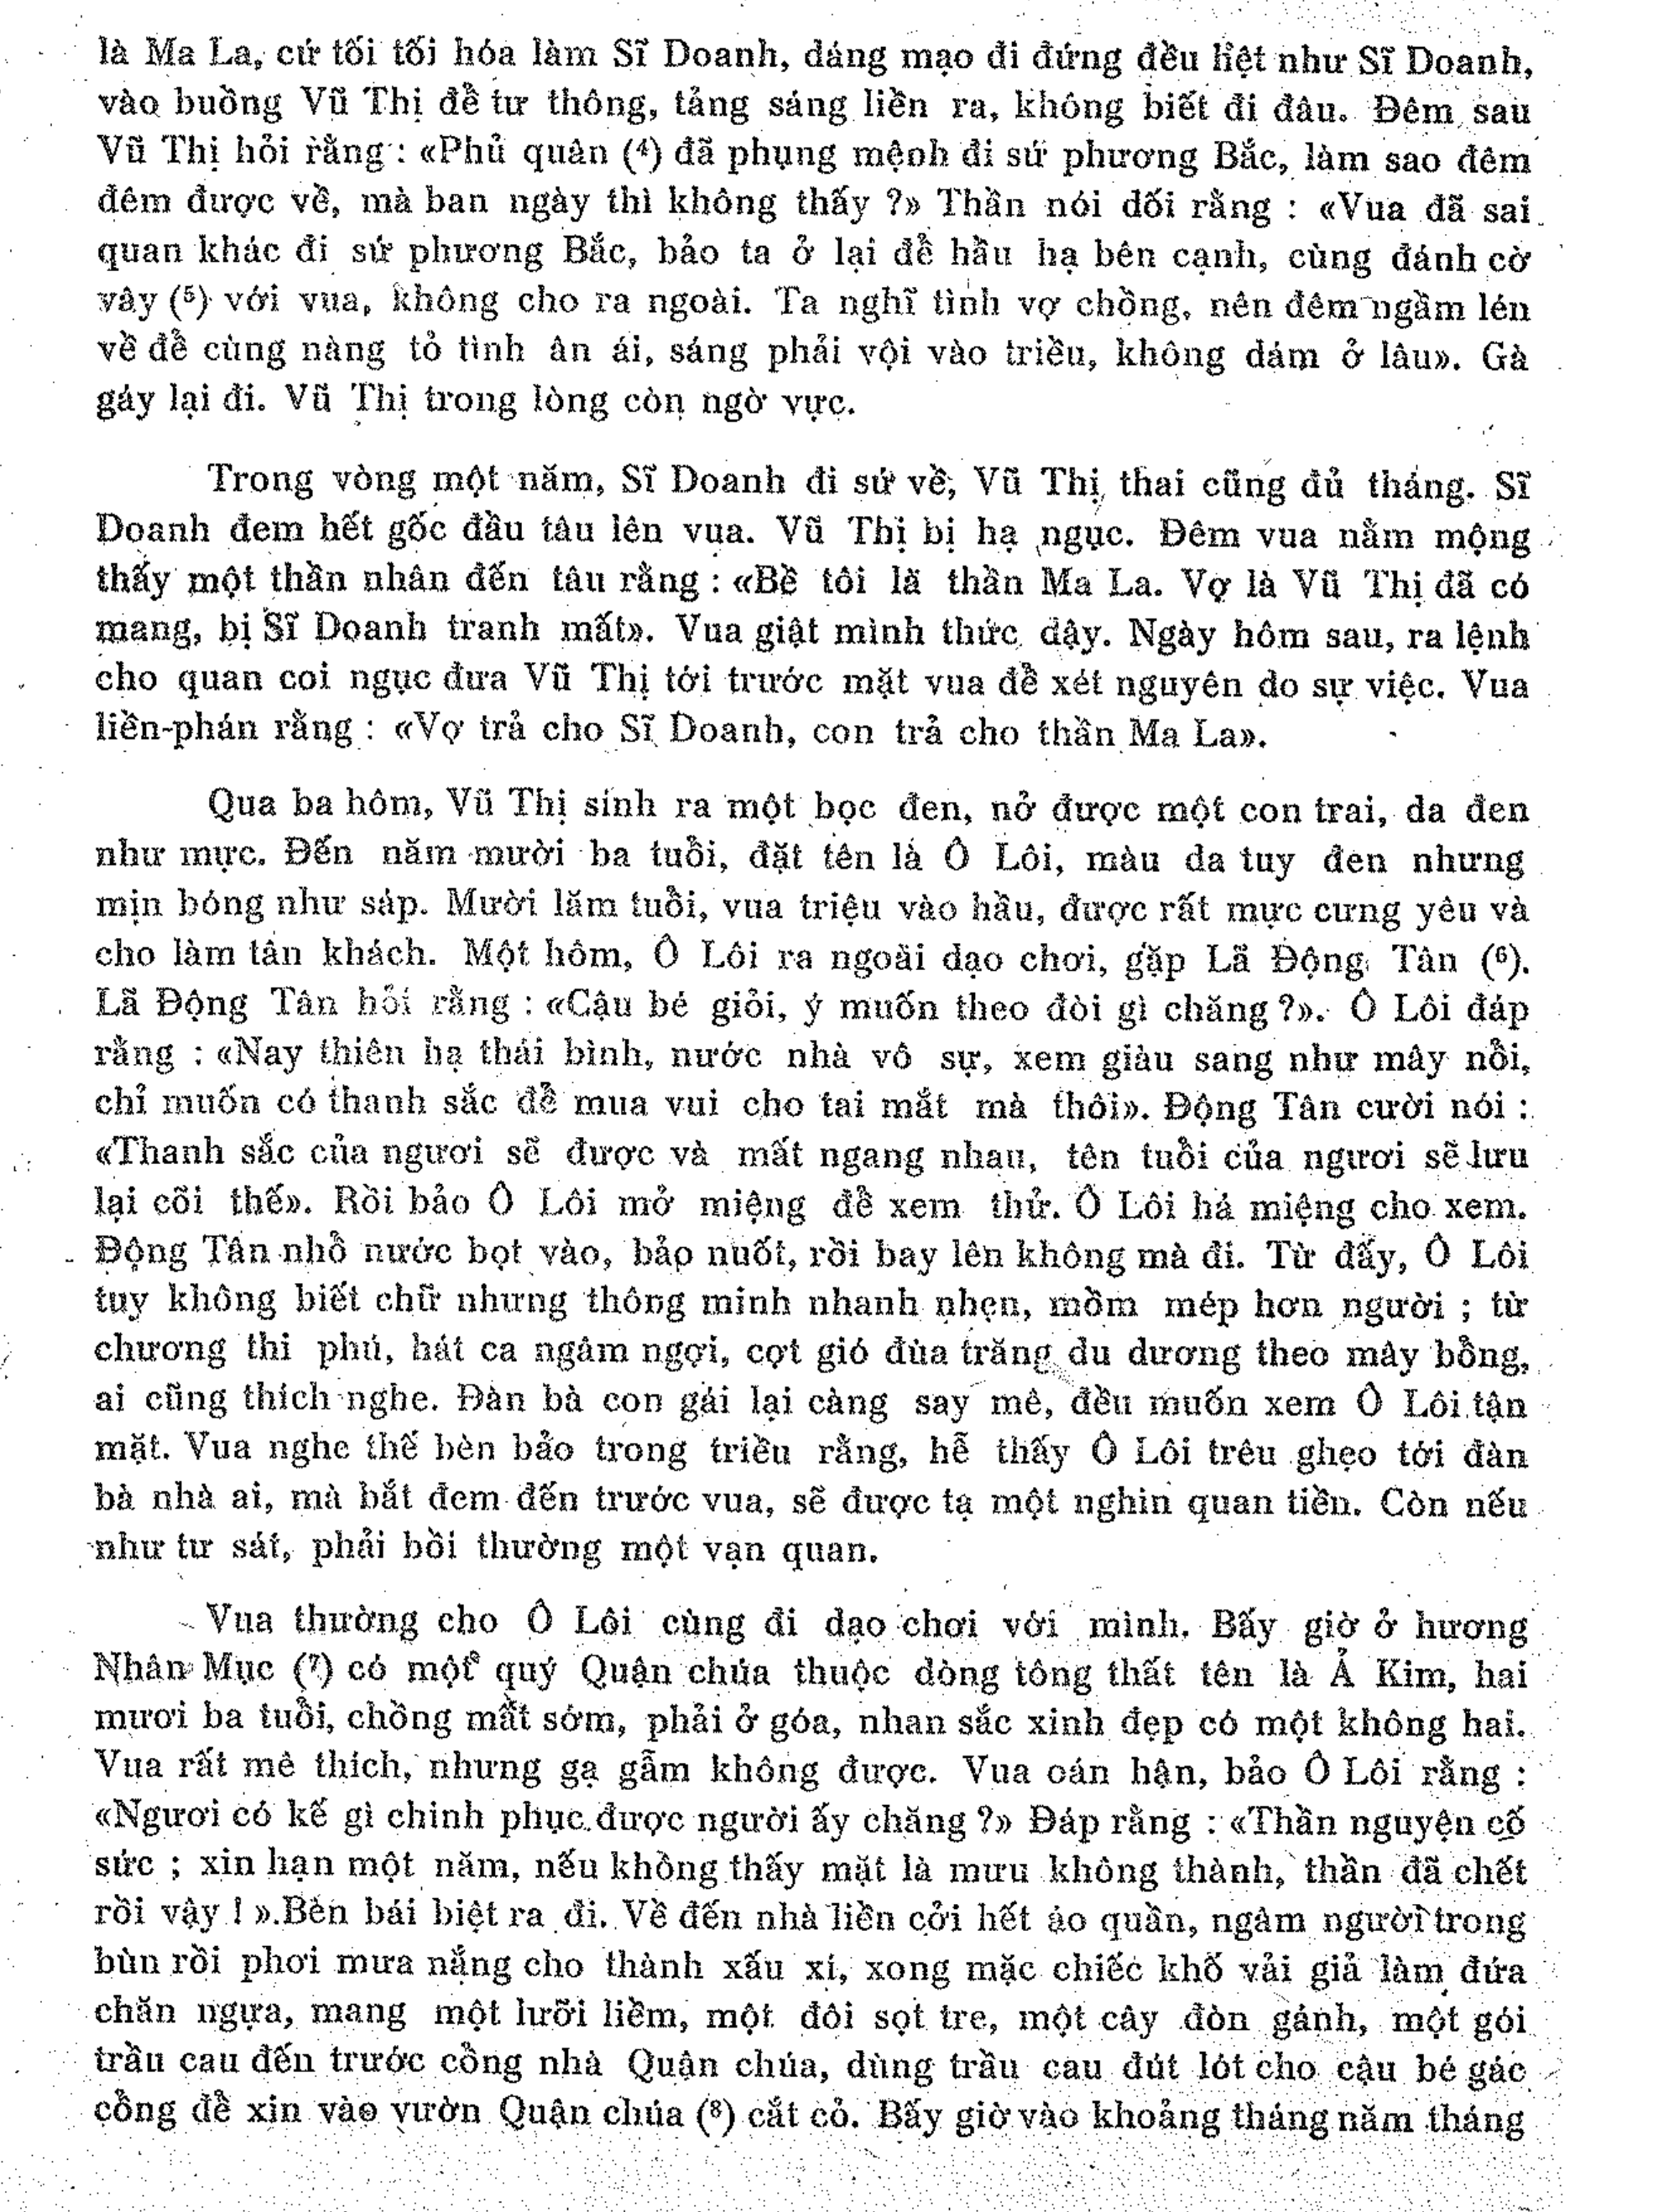 là Ma La, cứ tối tối hóa làm Sĩ Doanh, dáng mạo đi đứng đều hệt như Sĩ Doanh,
vào buồng Vũ Thị để tư thông, tảng sáng liền ra, không biết đi đâu. Đêm sau
Vũ Thị hỏi rằng : «Phủ quân (⁴) đã phụng mệnh đi sứ phương Bắc, làm sao đêm
đêm được về, mà ban ngày thì không thấy ?» Thần nói dối rằng : «Vua đã sai
quan khác đi sứ phương Bắc, bảo ta ở lại để hầu hạ bên cạnh, cùng đánh cờ
vây (⁵) với vua, không cho ra ngoài. Ta nghĩ tình vợ chồng, nên đêm ngầm lén
về để cùng nàng tỏ tình ân ái, sáng phải vội vào triều, không dám ở lâu». Gà
gáy lại đi. Vũ Thị trong lòng còn ngờ vực.
Trong vòng một năm, Sĩ Doanh đi sứ về, Vũ Thị thai cũng đủ tháng. Sĩ
Doanh đem hết gốc đầu tâu lên vua. Vũ Thị bị hạ ngục. Đêm vua nằm mộng
thấy một thần nhân đến tâu rằng : «Bề tôi là thần Ma La. Vợ là Vũ Thị đã có
mang, bị Sĩ Doanh tranh mất». Vua giật mình thức dậy. Ngày hôm sau, ra lệnh
cho quan coi ngục đưa Vũ Thị tới trước mặt vua để xét nguyên do sự việc. Vua
liền-phán rằng : «Vợ trả cho Sĩ Doanh, con trả cho thần Ma La».
Qua ba hôm, Vũ Thị sinh ra một bọc đen, nở được một con trai, da đen
như mực. Đến năm mười ba tuổi, đặt tên là Ô Lôi, màu da tuy đen nhưng
mịn bóng như sáp. Mười lăm tuổi, vua triệu vào hầu, được rất mực cưng yêu và
cho làm tân khách. Một hôm, Ô Lôi ra ngoài dạo chơi, gặp Lã Động Tân (⁶).
Lã Động Tân hỏi rằng : «Cậu bé giỏi, ý muốn theo đòi gì chăng ?». Ô Lôi đáp
rằng : «Nay thiên hạ thái bình, nước nhà vô sự, xem giàu sang như mây nổi,
chỉ muốn có thanh sắc để mua vui cho tai mắt mà thôi». Động Tân cười nói :
«Thanh sắc của ngươi sẽ được và mất ngang nhau, tên tuổi của ngươi sẽ lưu
lại cõi thế». Rồi bảo Ô Lôi mở miệng để xem thử. Ô Lôi há miệng cho xem.
Động Tân nhổ nước bọt vào, bảo nuốt, rồi bay lên không mà đi. Từ đấy, Ô Lôi
tuy không biết chữ nhưng thông minh nhanh nhẹn, mồm mép hơn người ; từ
chương thi phú, hát ca ngâm ngợi, cợt gió đùa trăng du dương theo mây bổng,
ai cũng thích nghe. Đàn bà con gái lại càng say mê, đều muốn xem Ô Lôi tận
mặt. Vua nghe thế bèn bảo trong triều rằng, hễ thấy Ô Lôi trêu ghẹo tới đàn
bà nhà ai, mà bắt đem đến trước vua, sẽ được tạ một nghìn quan tiền. Còn nếu
như tư sát, phải bồi thường một vạn quan.
Vua thường cho Ô Lôi cùng đi dạo chơi với mình. Bấy giờ ở hương
Nhân Mục (⁷) có một quý Quận chúa thuộc dòng tông thất tên là Ả Kim, hai
mươi ba tuổi, chồng mất sớm, phải ở góa, nhan sắc xinh đẹp có một không hai.
Vua rất mê thích, nhưng gạ gẫm không được. Vua oán hận, bảo Ô Lôi rằng :
«Ngươi có kế gì chinh phục được người ấy chăng ?» Đáp rằng : «Thần nguyện cố
sức ; xin hạn một năm, nếu không thấy mặt là mưu không thành, thần đã chết
rồi vậy ! ».Bèn bái biệt ra đi. Về đến nhà liền cởi hết áo quần, ngâm người trong
bùn rồi phơi mưa nắng cho thành xấu xí, xong mặc chiếc khố vải giả làm đứa
chăn ngựa, mang một lưỡi liềm, một đôi sọt tre, một cây đòn gánh, một gói
trầu cau đến trước cổng nhà Quận chúa, dùng trầu cau đút lót cho cậu bé gác
cổng để xin vào vườn Quận chúa (⁸) cắt cỏ. Bấy giờ vào khoảng tháng năm tháng